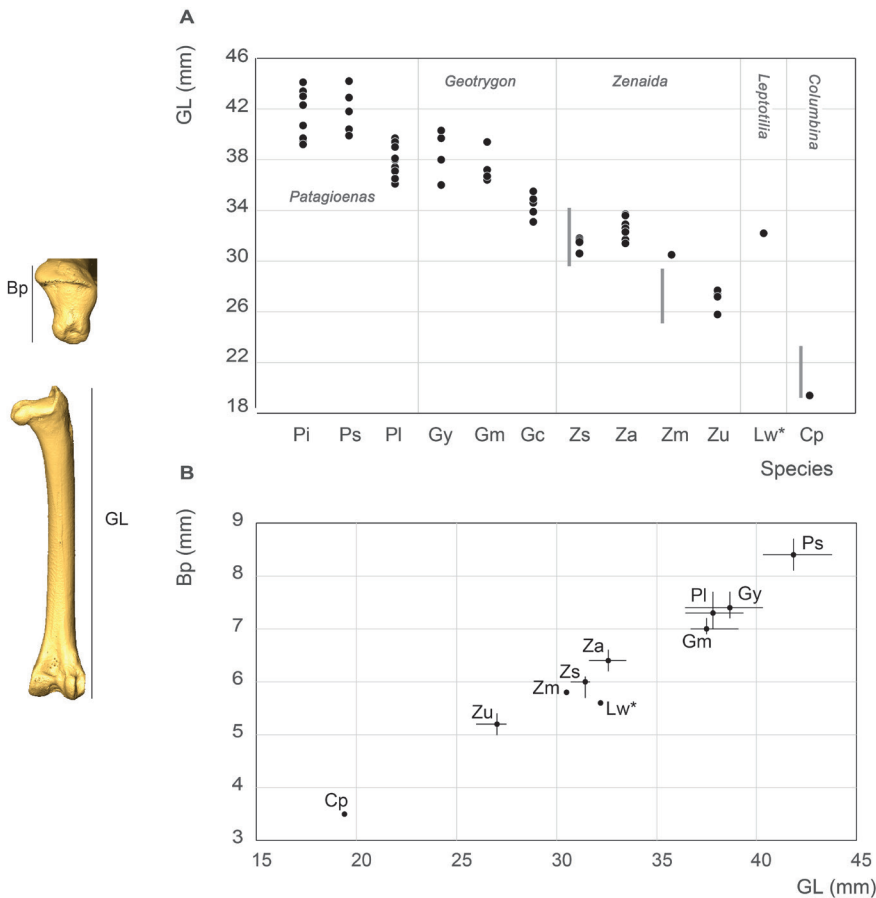 A
GL (mm)
46
42
38
34
30
26
22
18
Geotrygon
Zenaida
Leptotilia
Columbina
Patagioenas
Pi Ps Pl Gy Gm Gc Zs Za Zm Zu Lw* Cp
Species
Bp
GL
B
Bp (mm)
9
8
7
6
5
4
3
Ps
Pl
Gy
Gm
Za
Zs
Zm
Lw*
Zu
Cp
15 20 25 30 35 40 45
GL (mm)